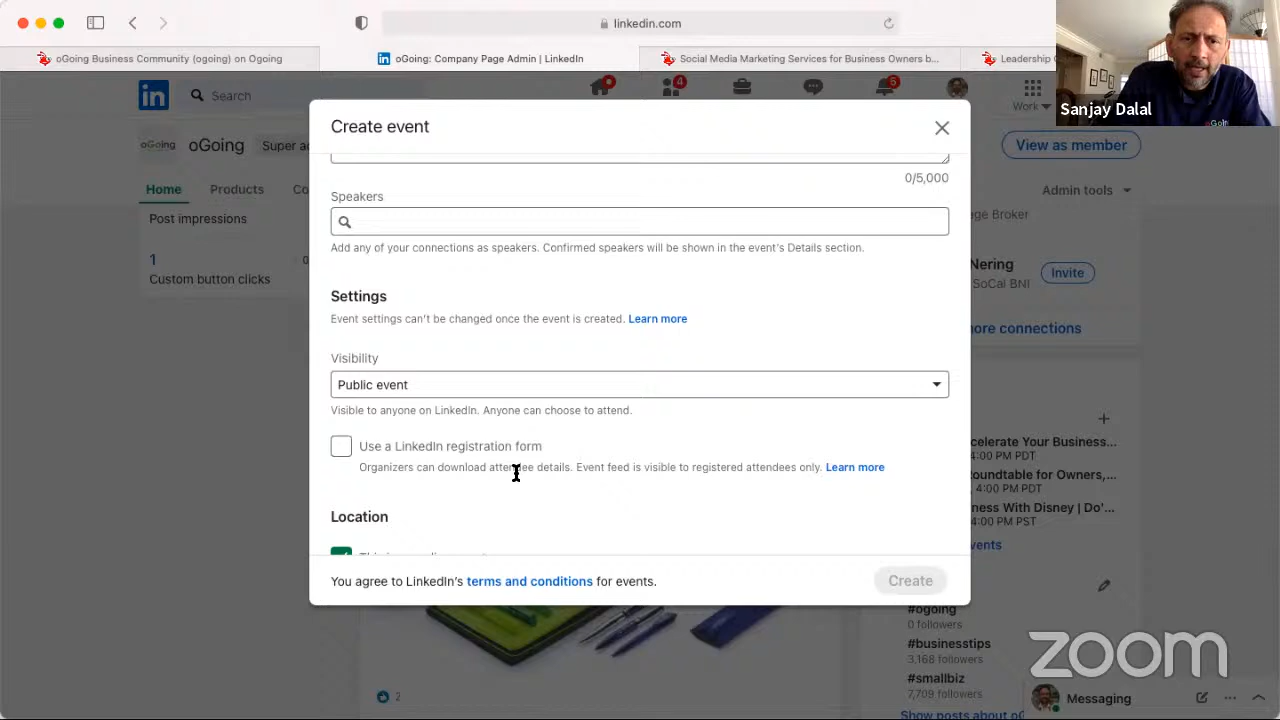 linkedin.com
oGoing Business Community (ogoing) on Ogoing
oGoing: Company Page Admin | LinkedIn
Social Media Marketing Services for Business Owners b...
Leadership
Sanjay Dalal
in
Search
4
5
Work
oGoing
oGoing
Super ad
View as member
Home
Products
Co
Admin tools
Post impressions
1
Custom button clicks
Create event
0/5,000
Speakers
Add any of your connections as speakers. Confirmed speakers will be shown in the event's Details section.
Settings
Event settings can't be changed once the event is created. Learn more
Visibility
Public event
Visible to anyone on LinkedIn. Anyone can choose to attend.
Use a LinkedIn registration form
Organizers can download attendee details. Event feed is visible to registered attendees only. Learn more
Location
You agree to LinkedIn's terms and conditions for events.
Create
age Broker
Nering
SoCal BNI
Invite
ore connections
celerate Your Business...
4:00 PM PDT
oundtable for Owners,...
, 4:00 PM PDT
ness With Disney | Do'...
4:00 PM PST
vents
#ogoing
0 followers
#businesstips
3,168 followers
#smallbiz
7,709 followers
Show posts about oG
2
zoom
Messaging